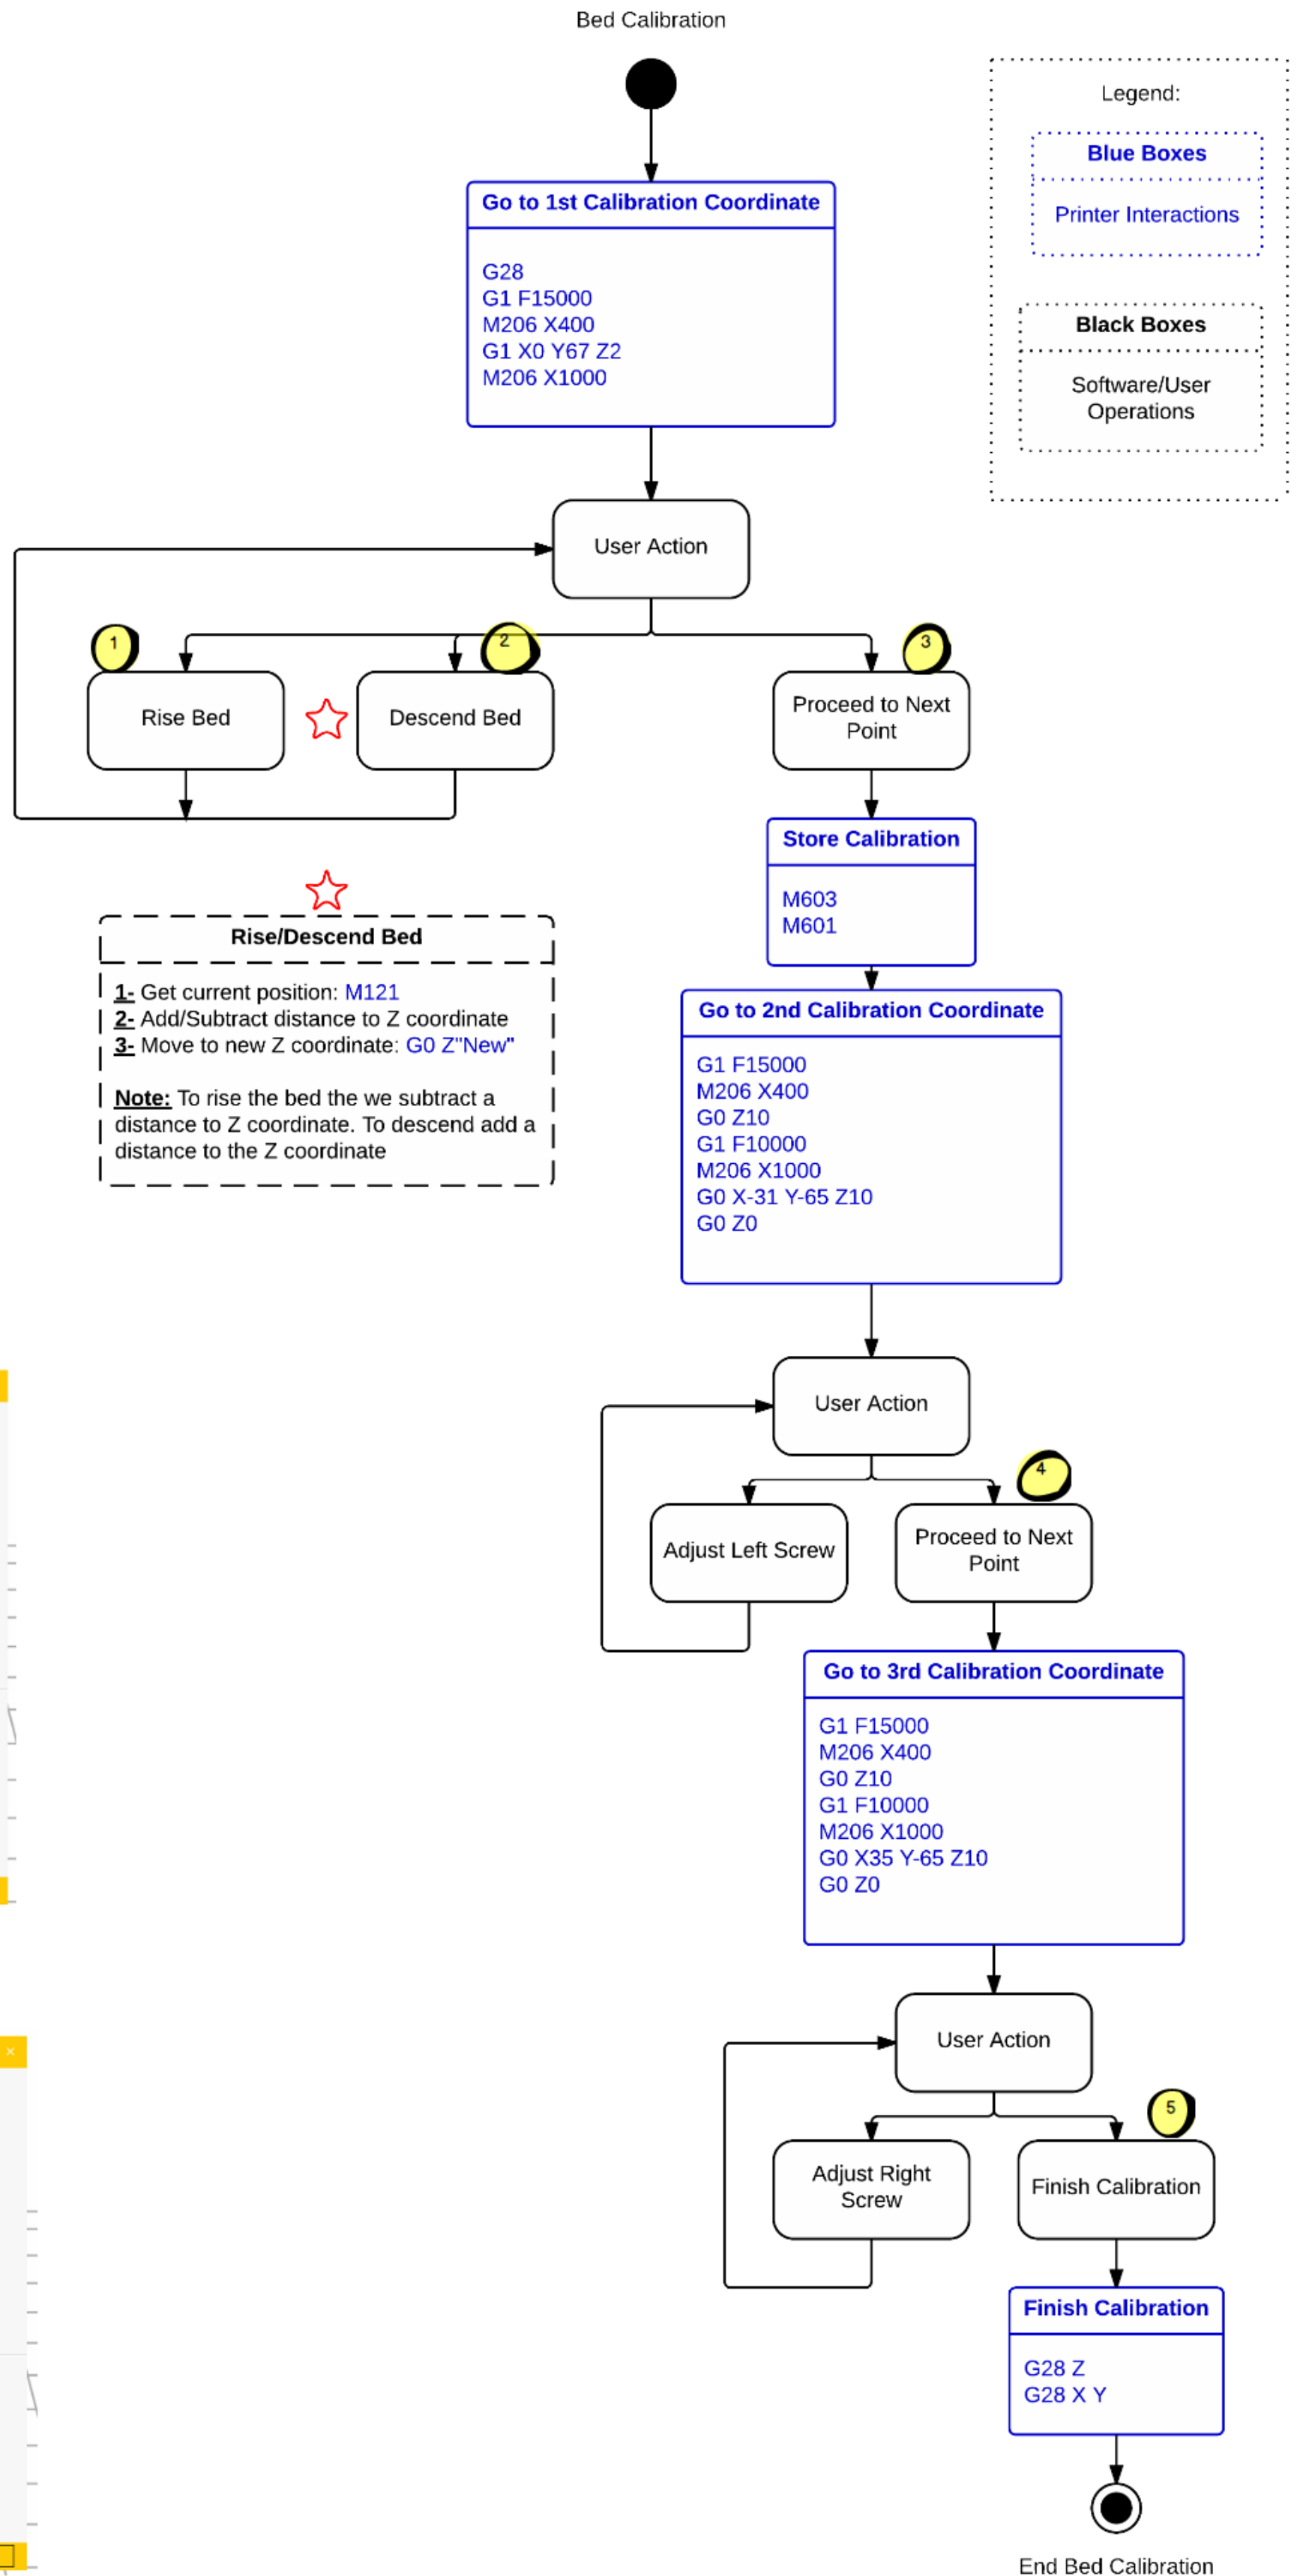 Bed Calibration
Legend:
Blue Boxes
Printer Interactions
Black Boxes
Software/User
Operations
Go to 1st Calibration Coordinate
G28
G1 F15000
M206 X400
G1 X0 Y67 Z2
M206 X1000
User Action
1
2
3
Rise Bed
Descend Bed
Proceed to Next
Point
Store Calibration
M603
M601
Rise/Descend Bed
1- Get current position: M121
2- Add/Subtract distance to Z coordinate
3- Move to new Z coordinate: G0 Z"New"
Note: To rise the bed the we subtract a
distance to Z coordinate. To descend add a
distance to the Z coordinate
Go to 2nd Calibration Coordinate
G1 F15000
M206 X400
G0 Z10
G1 F10000
M206 X1000
G0 X-31 Y-65 Z10
G0 Z0
User Action
4
Adjust Left Screw
Proceed to Next
Point
Go to 3rd Calibration Coordinate
G1 F15000
M206 X400
G0 Z10
G1 F10000
M206 X1000
G0 X35 Y-65 Z10
G0 Z0
User Action
5
Adjust Right
Screw
Finish Calibration
Finish Calibration
G28 Z
G28 X Y
End Bed Calibration